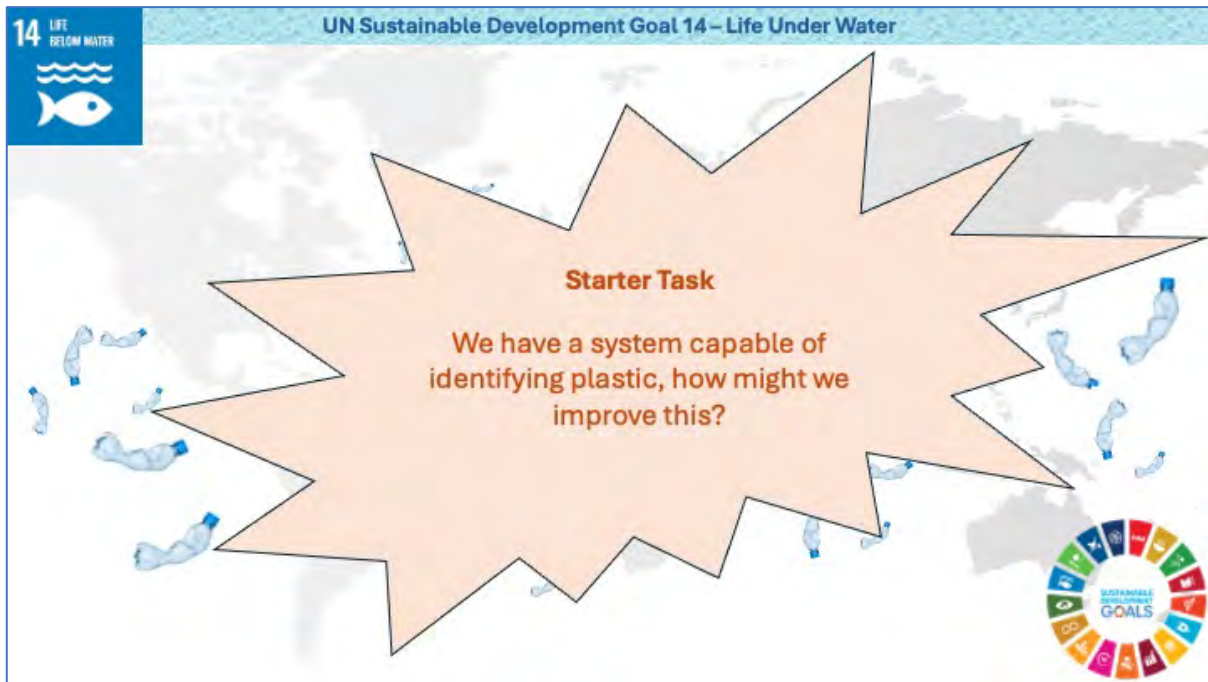 14 LIFE
BELOW WATER
UN Sustainable Development Goal 14 – Life Under Water
Starter Task
We have a system capable of
identifying plastic, how might we
improve this?
SUSTAINABLE
DEVELOPMENT
GOALS